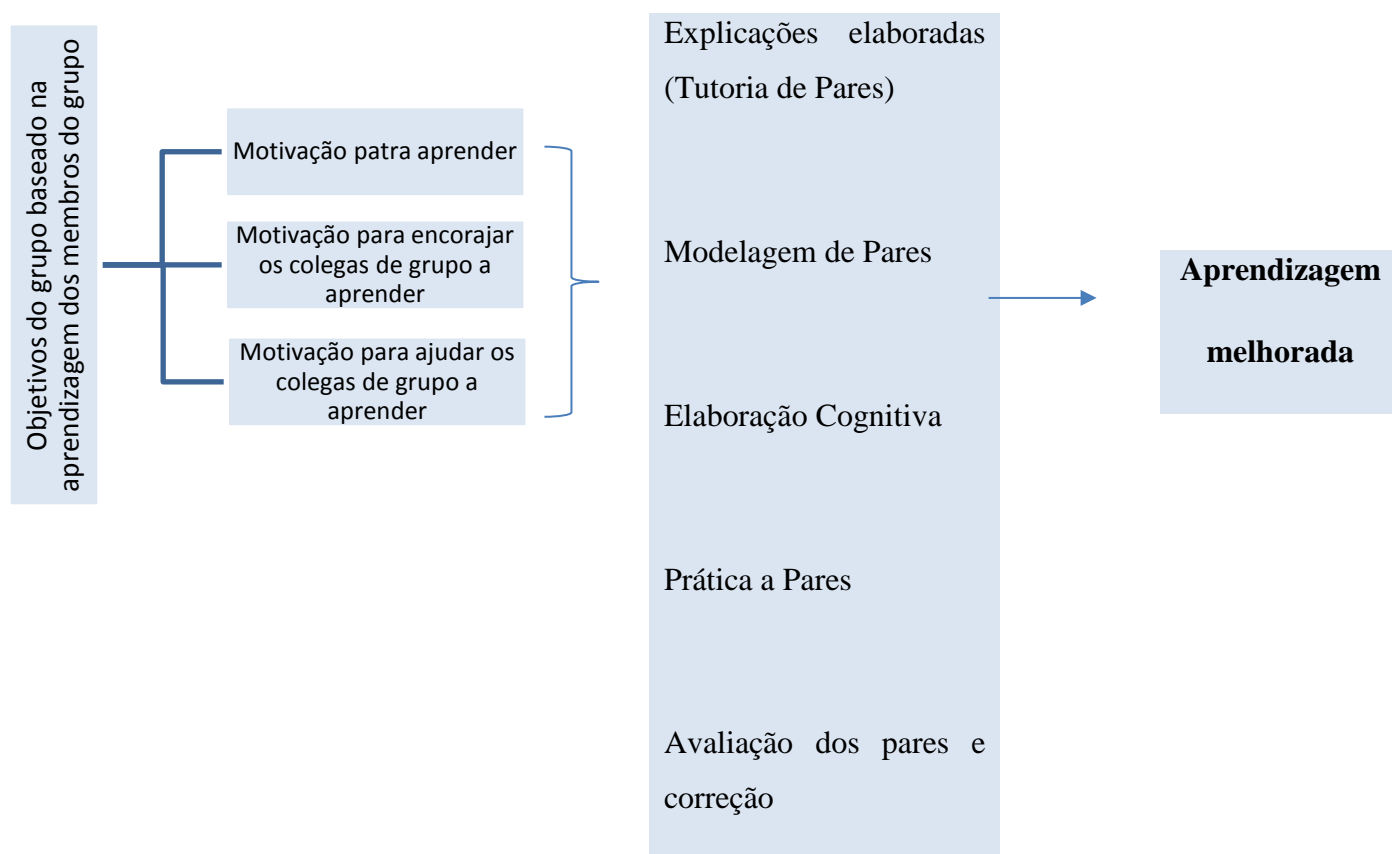 Objetivos do grupo baseado na
aprendizagem dos membros do grupo
Motivação patra aprender
Motivação para encorajar
os colegas de grupo a
aprender
Motivação para ajudar os
colegas de grupo a
aprender
Explicações elaboradas
(Tutoria de Pares)
Modelagem de Pares
Elaboração Cognitiva
Prática a Pares
Avaliação dos pares e
correção
Aprendizagem
melhorada